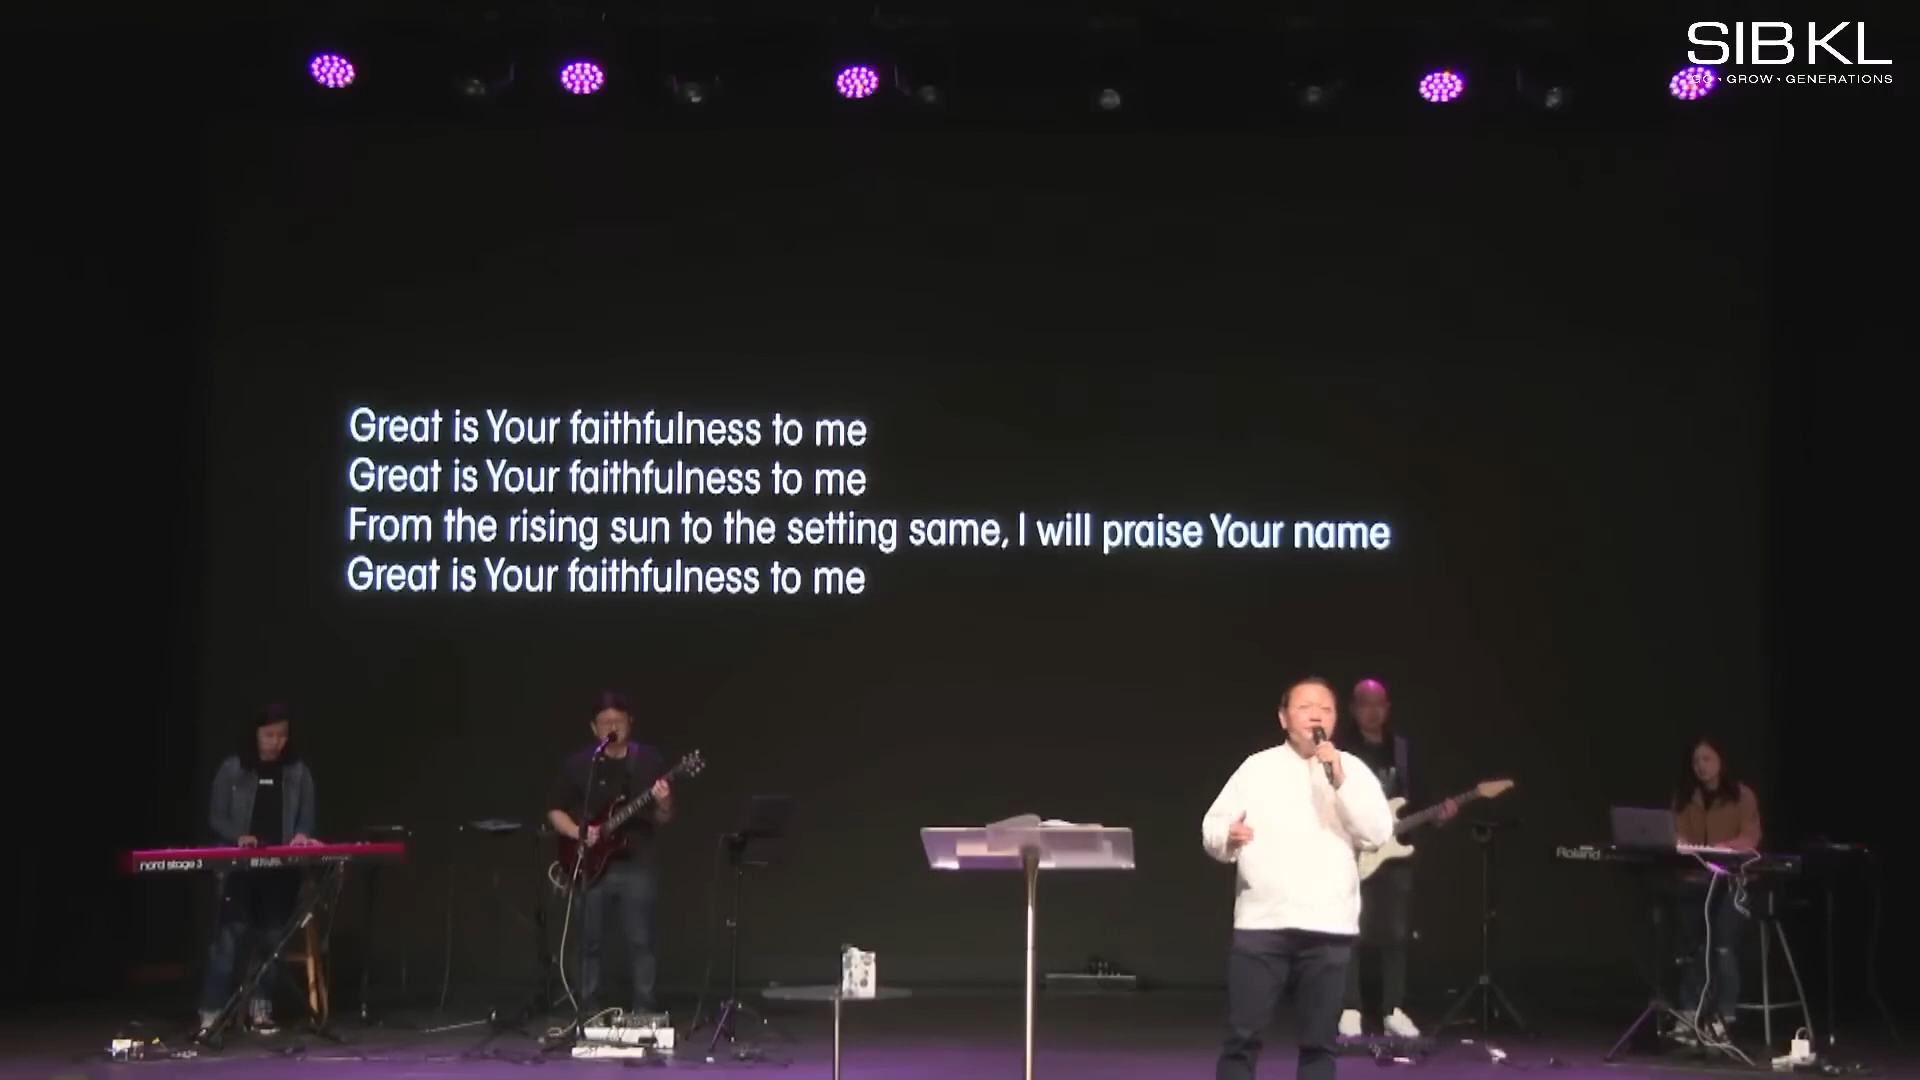 SIBKL
GO • GROW • GENERATIONS
Great is Your faithfulness to me
Great is Your faithfulness to me
From the rising sun to the setting same, I will praise Your name
Great is Your faithfulness to me
nord stage 3
Roland